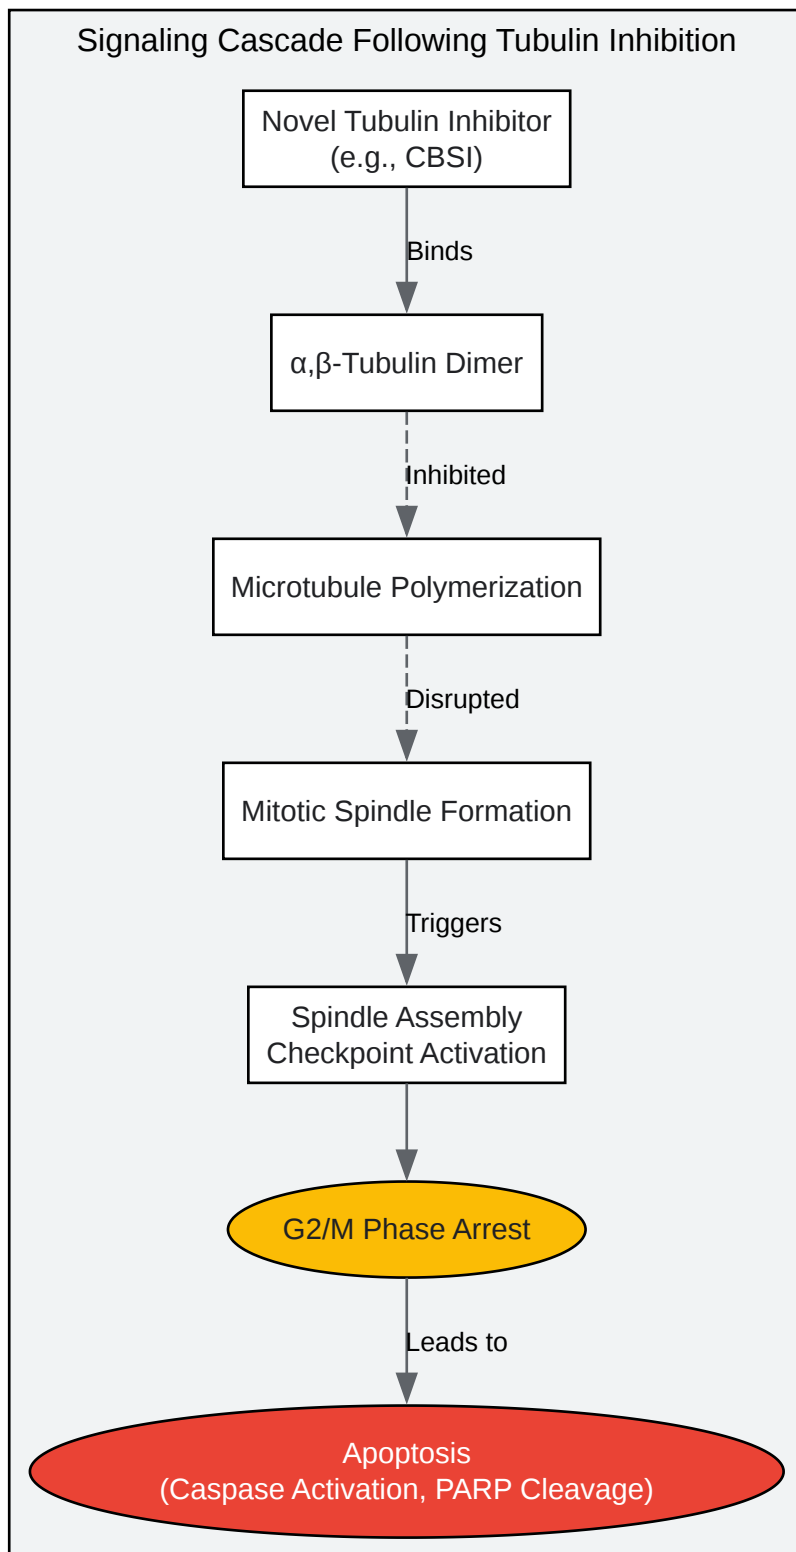 Signaling Cascade Following Tubulin Inhibition
Novel Tubulin Inhibitor
(e.g., CBSI)
Binds
α,β-Tubulin Dimer
Inhibited
Microtubule Polymerization
Disrupted
Mitotic Spindle Formation
Triggers
Spindle Assembly
Checkpoint Activation
G2/M Phase Arrest
Leads to
Apoptosis
(Caspase Activation, PARP Cleavage)